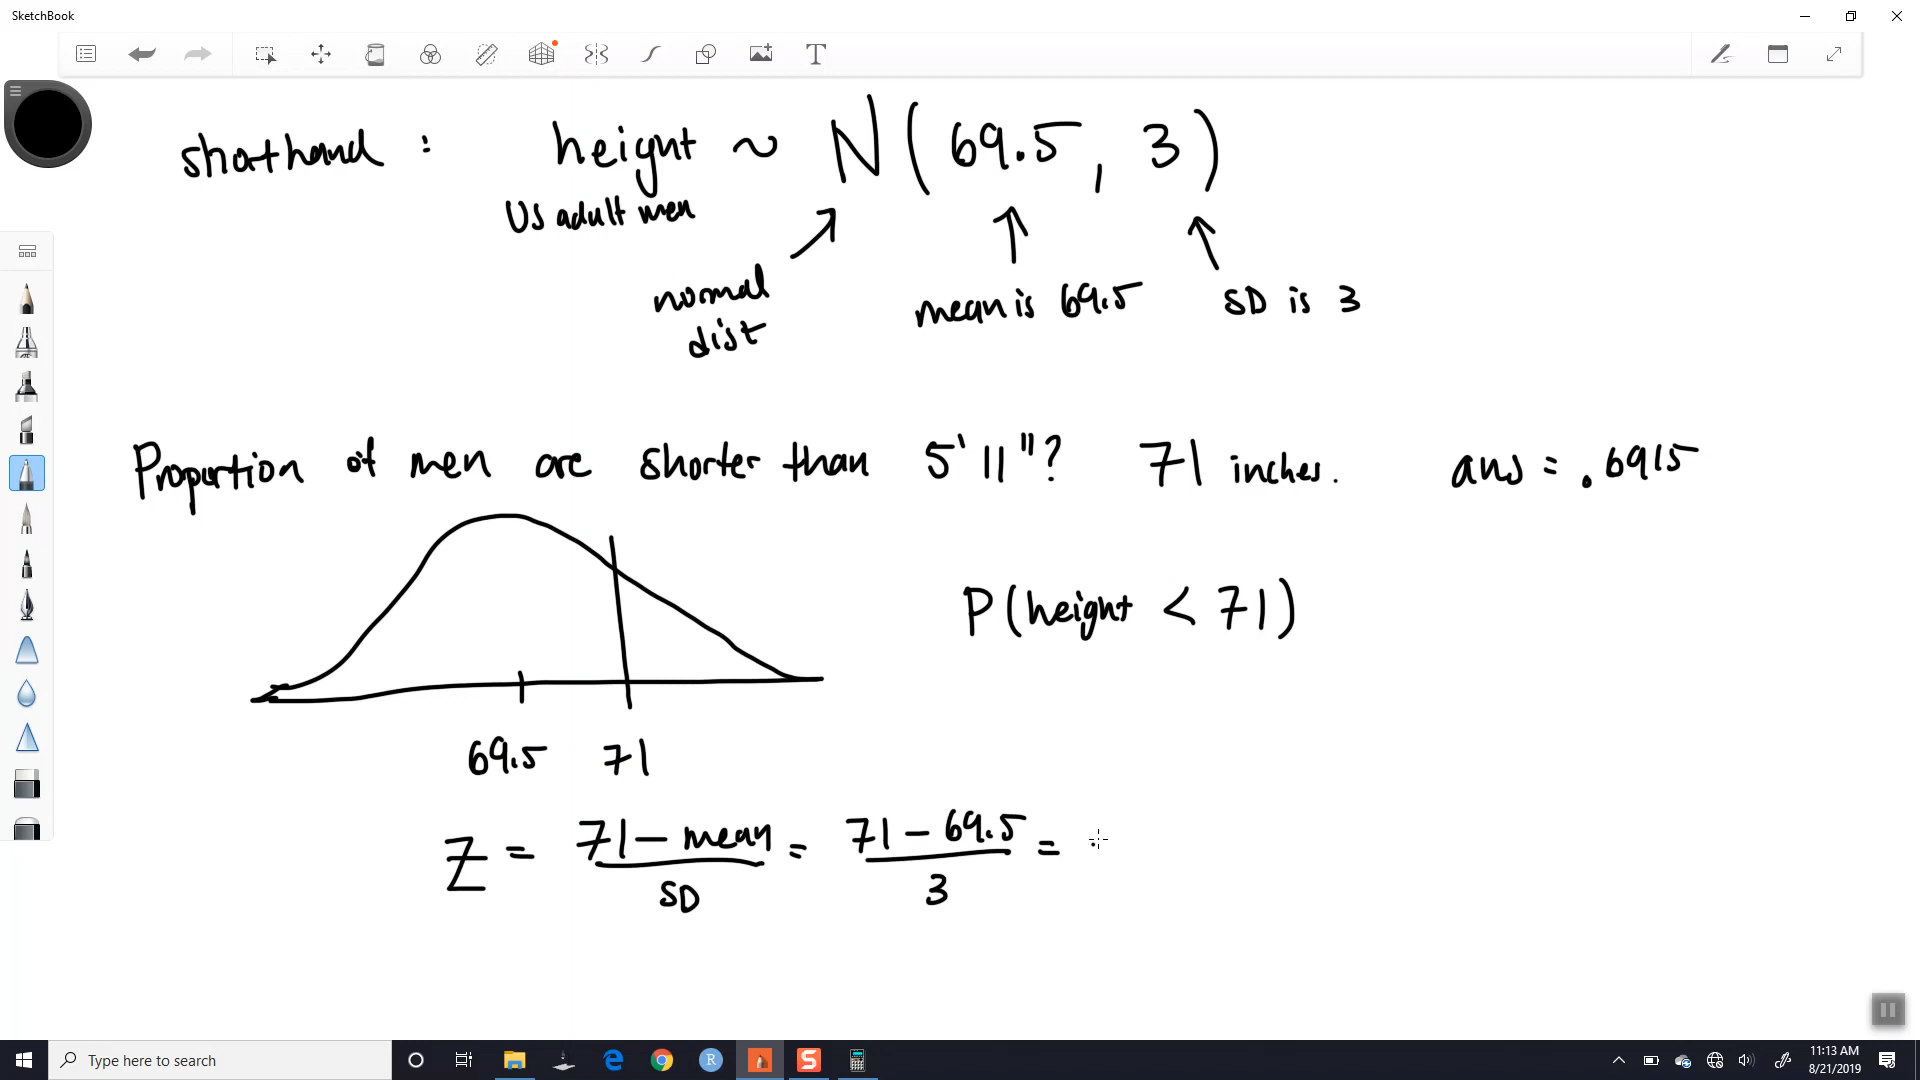 SketchBook
shorthand : height ~ N ( 69.5 , 3 )
US adult men
normal dist
mean is 69.5
SD is 3
Proportion of men are shorter than 5' 11" ? 71 inches. ans = .6915
P(height < 71)
69.5 71
Z = 71 - mean / SD = 71 - 69.5 / 3 =
Type here to search
11:13 AM
8/21/2019